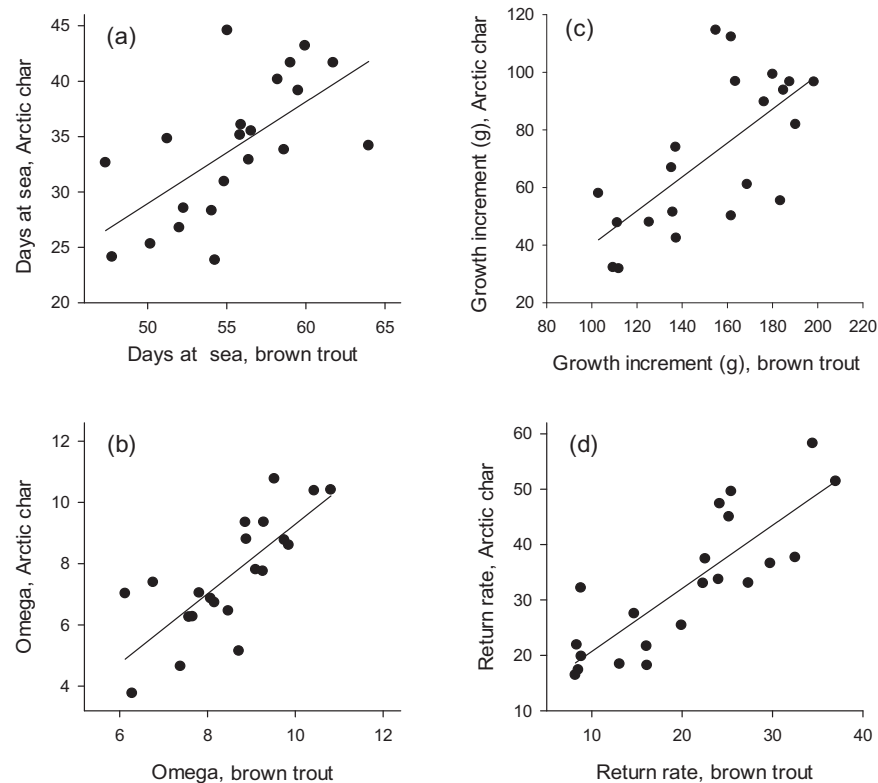 (a)
45
40
35
30
25
20
50 55 60 65
Days at sea, Arctic char
Days at sea, brown trout
(c)
120
100
80
60
40
20
80 100 120 140 160 180 200 220
Growth increment (g), Arctic char
Growth increment (g), brown trout
(b)
12
10
8
6
4
6 8 10 12
Omega, Arctic char
Omega, brown trout
(d)
60
50
40
30
20
10
10 20 30 40
Return rate, Arctic char
Return rate, brown trout